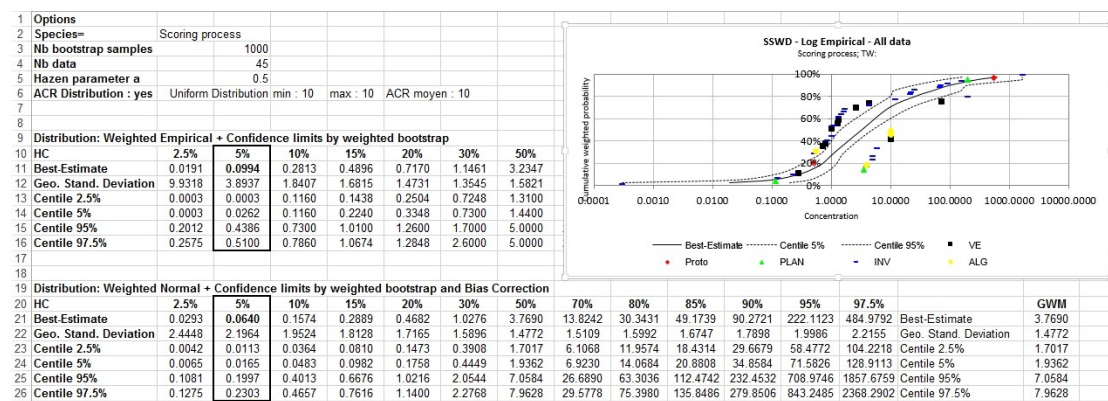 1 Options
2 Species= Scoring process
3 Nb bootstrap samples 1000
4 Nb data 45
5 Hazen parameter a 0.5
6 ACR Distribution : yes Uniform Distribution min : 10 max : 10 ACR moyen : 10
7
8
9 Distribution: Weighted Empirical + Confidence limits by weighted bootstrap
10 HC 2.5% 5% 10% 15% 20% 30% 50%
11 Best-Estimate 0.0191 0.0994 0.2813 0.4896 0.7170 1.1461 3.2347
12 Geo. Stand. Deviation 9.9318 3.8937 1.8407 1.6815 1.4731 1.3545 1.5821
13 Centile 2.5% 0.0003 0.0003 0.1160 0.1438 0.2504 0.7248 1.3100
14 Centile 5% 0.0003 0.0262 0.1160 0.2240 0.3348 0.7300 1.4400
15 Centile 95% 0.2012 0.4386 0.7300 1.0100 1.2600 1.7000 5.0000
16 Centile 97.5% 0.2575 0.5100 0.7860 1.0674 1.2848 2.6000 5.0000
17
18
SSWD - Log Empirical - All data
Scoring process; TW:
Cumulative weighted probability
100%
80%
60%
40%
20%
0%
0.0001 0.0010 0.0100 0.1000 1.0000 10.0000 100.0000 1000.0000 10000.0000
Concentration
Best-Estimate Centile 5% Centile 95% VE
Proto PLAN INV ALG
19 Distribution: Weighted Normal + Confidence limits by weighted bootstrap and Bias Correction
20 HC 2.5% 5% 10% 15% 20% 30% 50% 70% 80% 85% 90% 95% 97.5% GWM
21 Best-Estimate 0.0293 0.0640 0.1574 0.2889 0.4682 1.0276 3.7690 13.8242 30.3431 49.1739 90.2721 222.1123 484.9792 Best-Estimate 3.7690
22 Geo. Stand. Deviation 2.4448 2.1964 1.9524 1.8128 1.7165 1.5896 1.4772 1.5109 1.5992 1.6747 1.7898 1.9986 2.2155 Geo. Stand. Deviation 1.4772
23 Centile 2.5% 0.0042 0.0113 0.0364 0.0810 0.1473 0.3908 1.7017 6.1068 11.9574 18.4314 29.6679 58.4772 104.2218 Centile 2.5% 1.7017
24 Centile 5% 0.0065 0.0165 0.0483 0.0982 0.1758 0.4449 1.9362 6.9230 14.0684 20.8808 34.8584 71.5826 128.9113 Centile 5% 1.9362
25 Centile 95% 0.1081 0.1997 0.4013 0.6676 1.0216 2.0544 7.0584 26.6890 63.3036 112.4742 232.4532 708.9746 1857.6759 Centile 95% 7.0584
26 Centile 97.5% 0.1275 0.2303 0.4657 0.7616 1.1400 2.2768 7.9628 29.5778 75.3980 135.8486 279.8506 843.2485 2368.2902 Centile 97.5% 7.9628